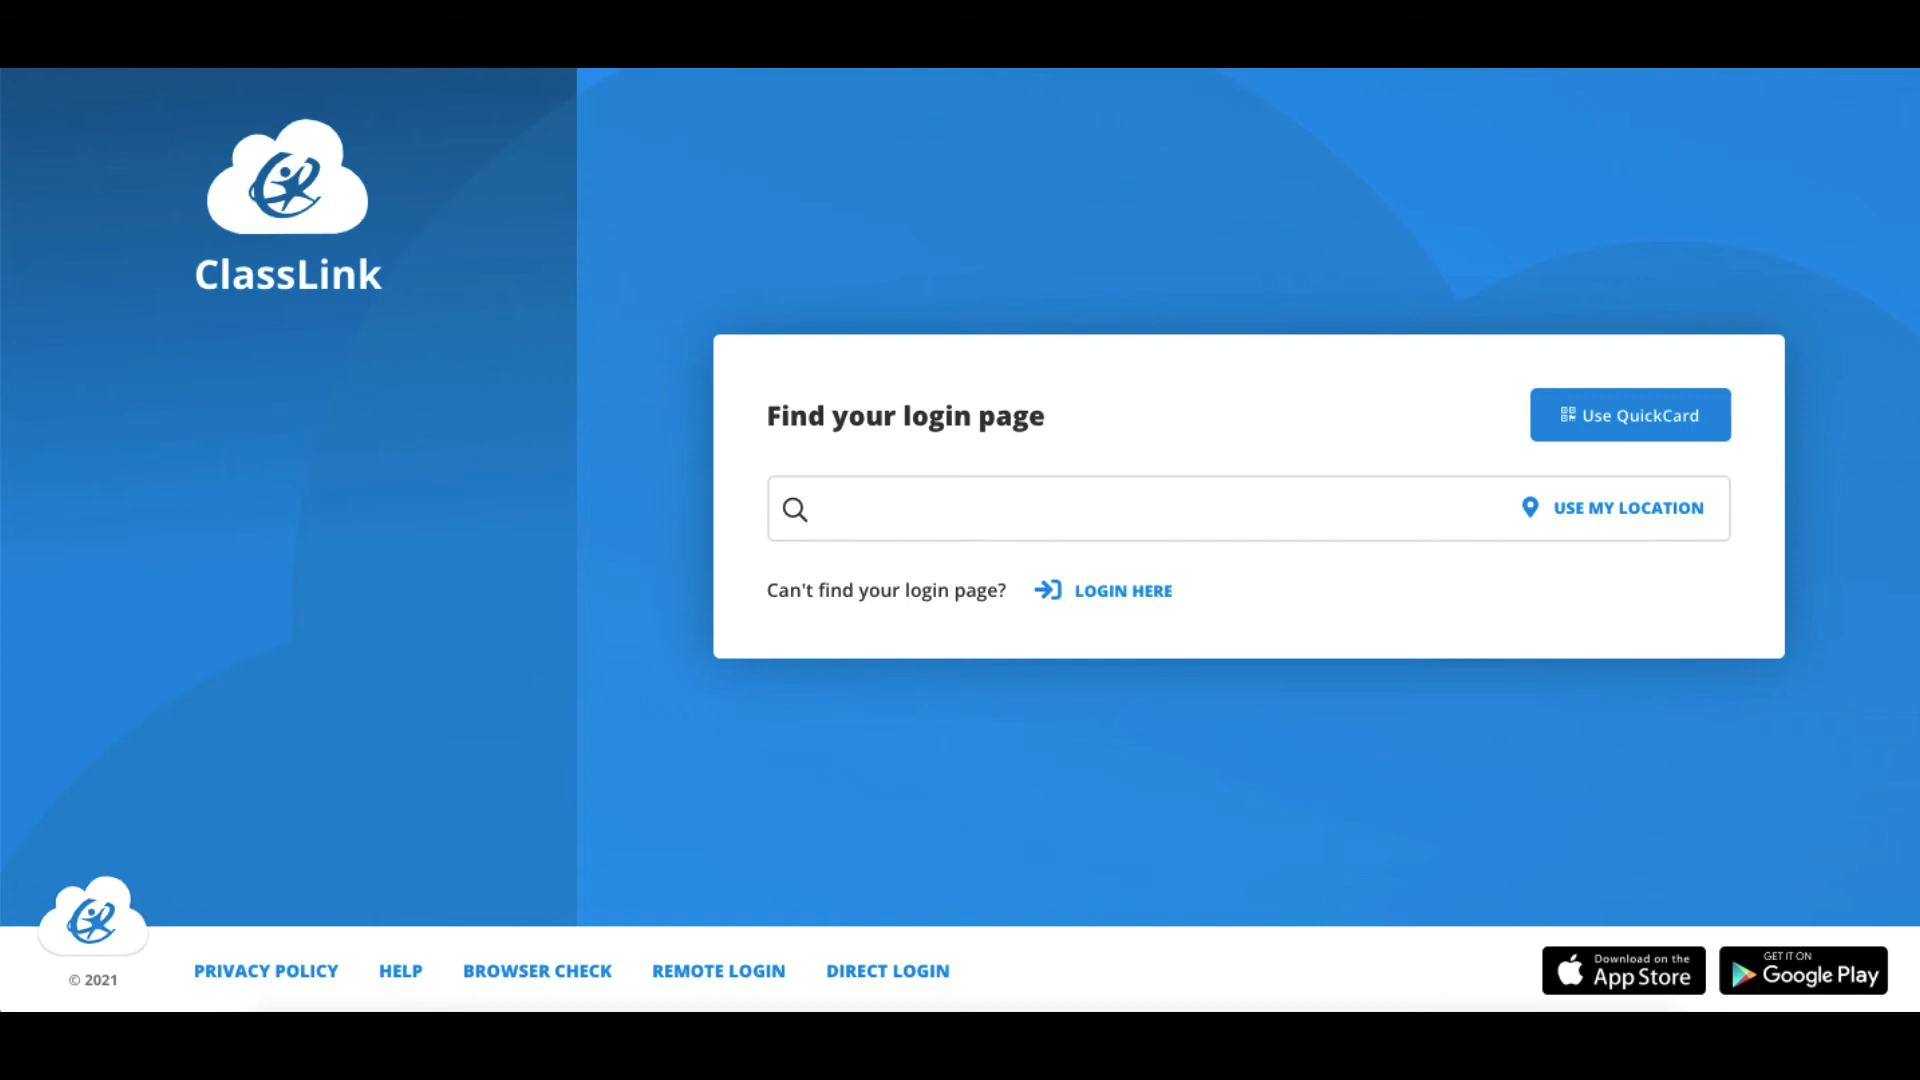 ClassLink
Find your login page
Use QuickCard
USE MY LOCATION
Can't find your login page? LOGIN HERE
© 2021
PRIVACY POLICY HELP BROWSER CHECK REMOTE LOGIN DIRECT LOGIN
Download on the
App Store
GET IT ON
Google Play